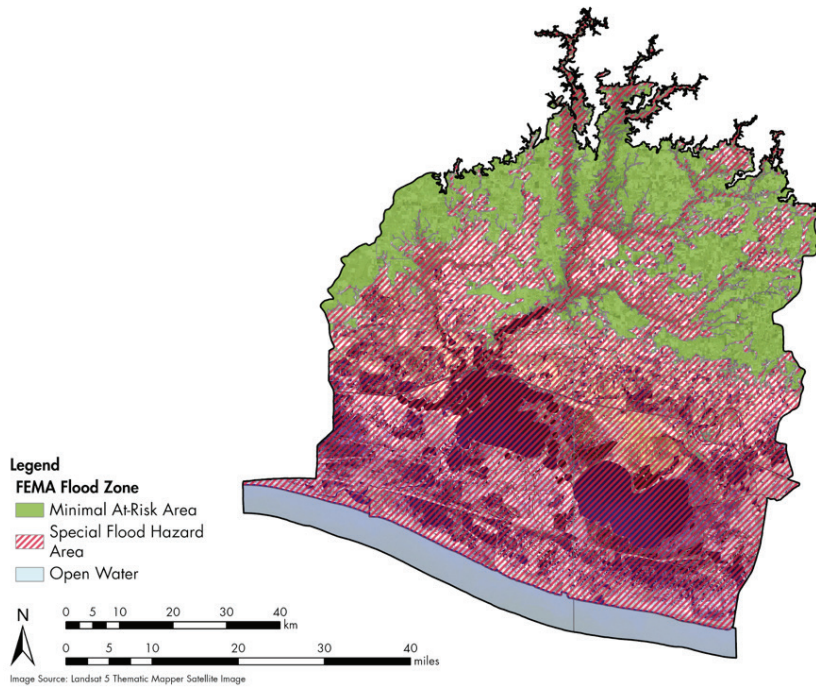 Legend
FEMA Flood Zone
Minimal At-Risk Area
Special Flood Hazard
Area
Open Water
N
0 5 10 20 30 40
km
0 5 10 20 30 40
miles
Image Source: Landsat 5 Thematic Mapper Satellite Image